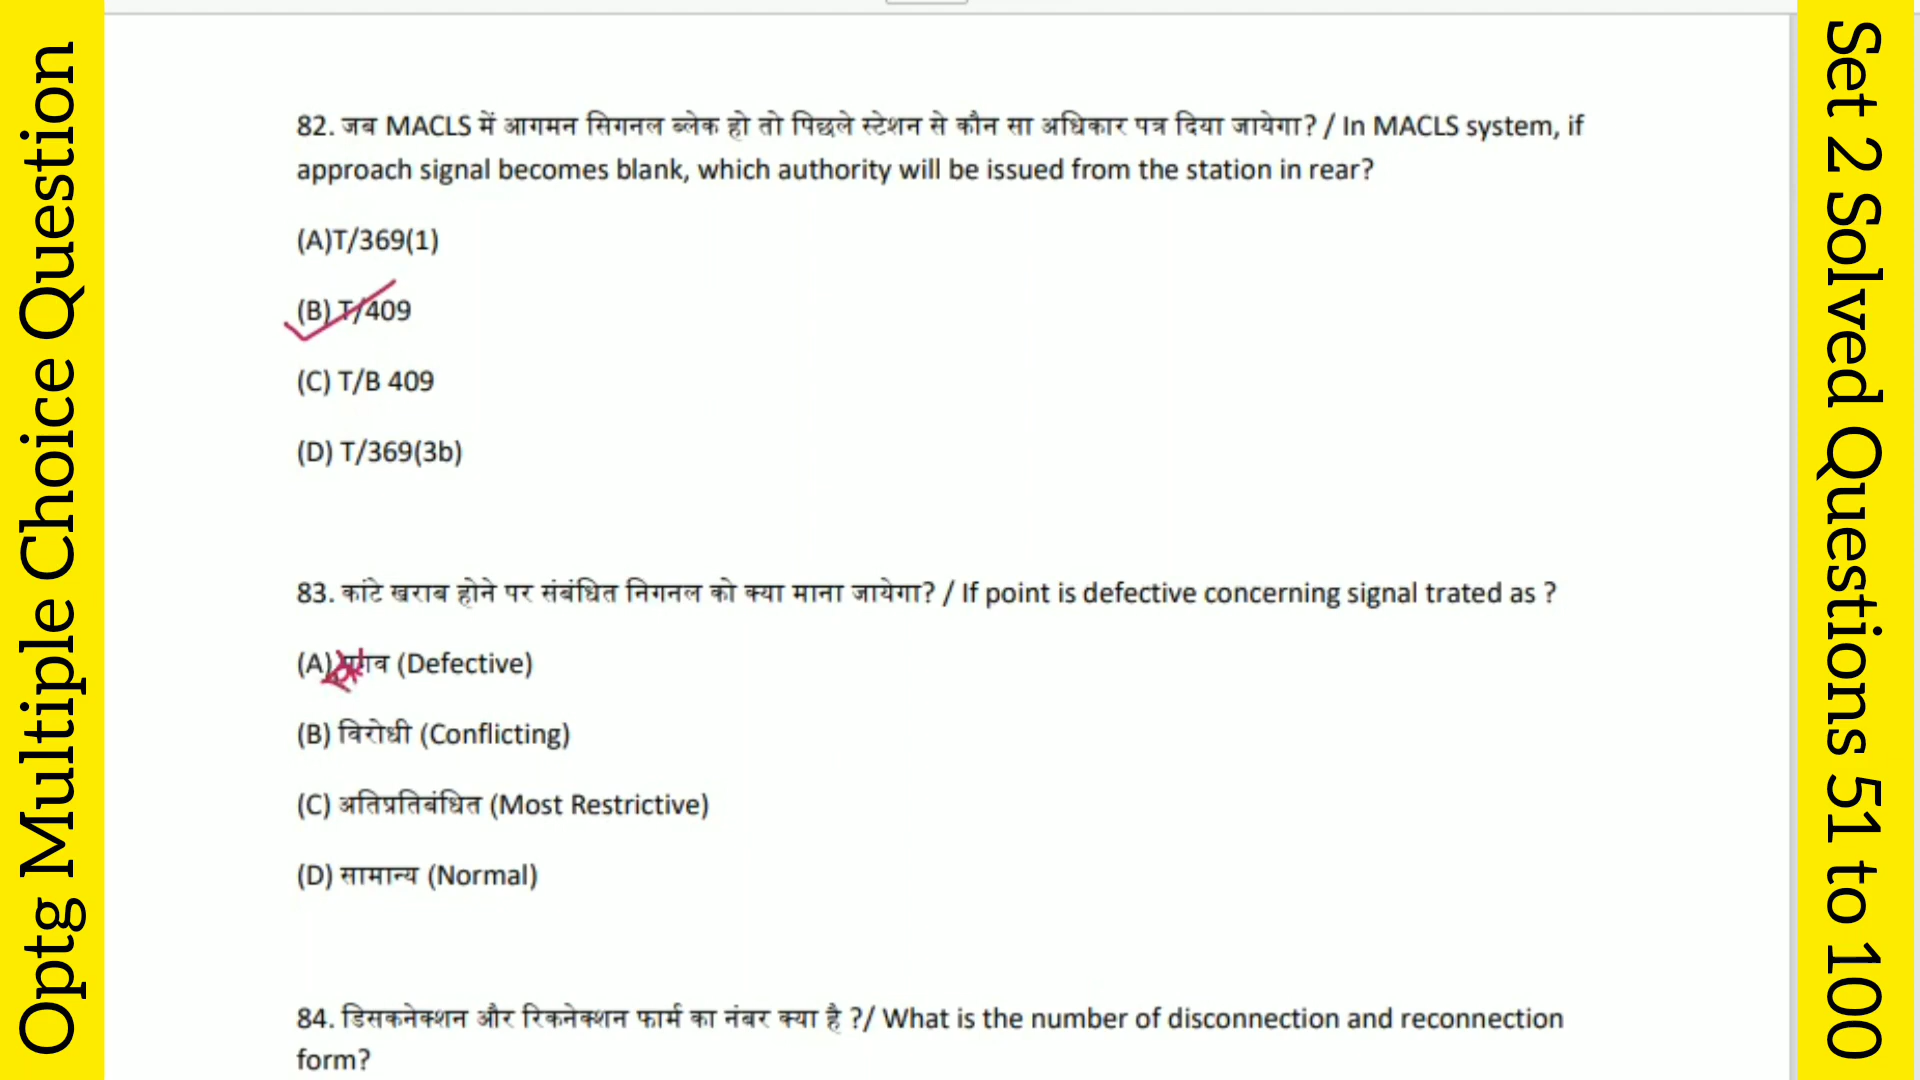 Optg Multiple Choice Question
82. जब MACLS में आगमन सिगनल ब्लेक हो तो पिछले स्टेशन से कौन सा अधिकार पत्र दिया जायेगा? / In MACLS system, if
approach signal becomes blank, which authority will be issued from the station in rear?
(A)T/369(1)
(B) T/409
(C) T/B 409
(D) T/369(3b)
83. कांटे खराब होने पर संबंधित निगनल को क्या माना जायेगा? / If point is defective concerning signal trated as ?
(A) (Defective)
(B) विरोधी (Conflicting)
(C) अतिप्रतिबंधित (Most Restrictive)
(D) सामान्य (Normal)
84. डिसकनेक्शन और रिकनेक्शन फार्म का नंबर क्या है ?/ What is the number of disconnection and reconnection
form?
Set 2 Solved Questions 51 to 100